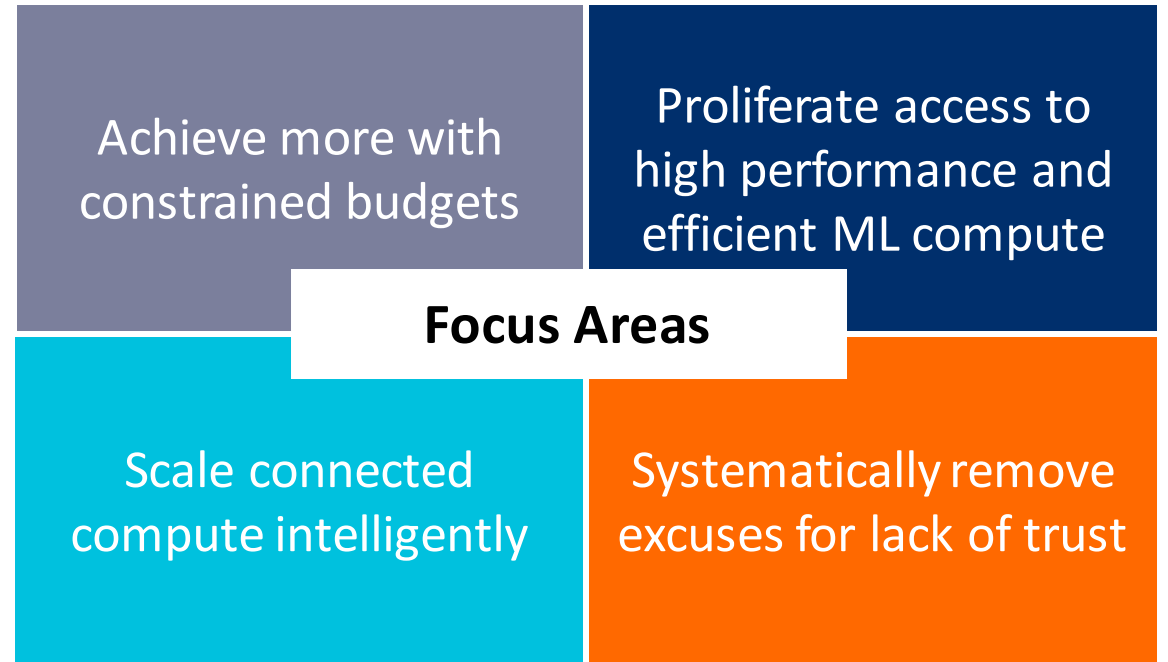 Achieve more with
constrained budgets
Proliferate access to
high performance and
efficient ML compute
Focus Areas
Scale connected
compute intelligently
Systematically remove
excuses for lack of trust